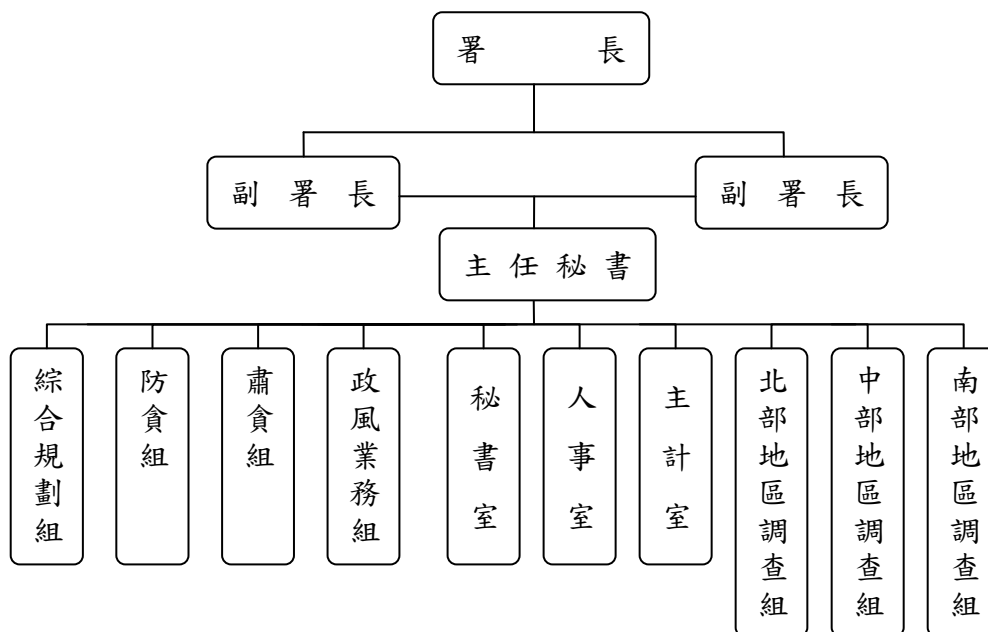 署 長
副 署 長
副 署 長
主 任 秘 書
綜合規劃組
防貪組
肅貪組
政風業務組
秘書室
人事室
主計室
北部地區調查組
中部地區調查組
南部地區調查組